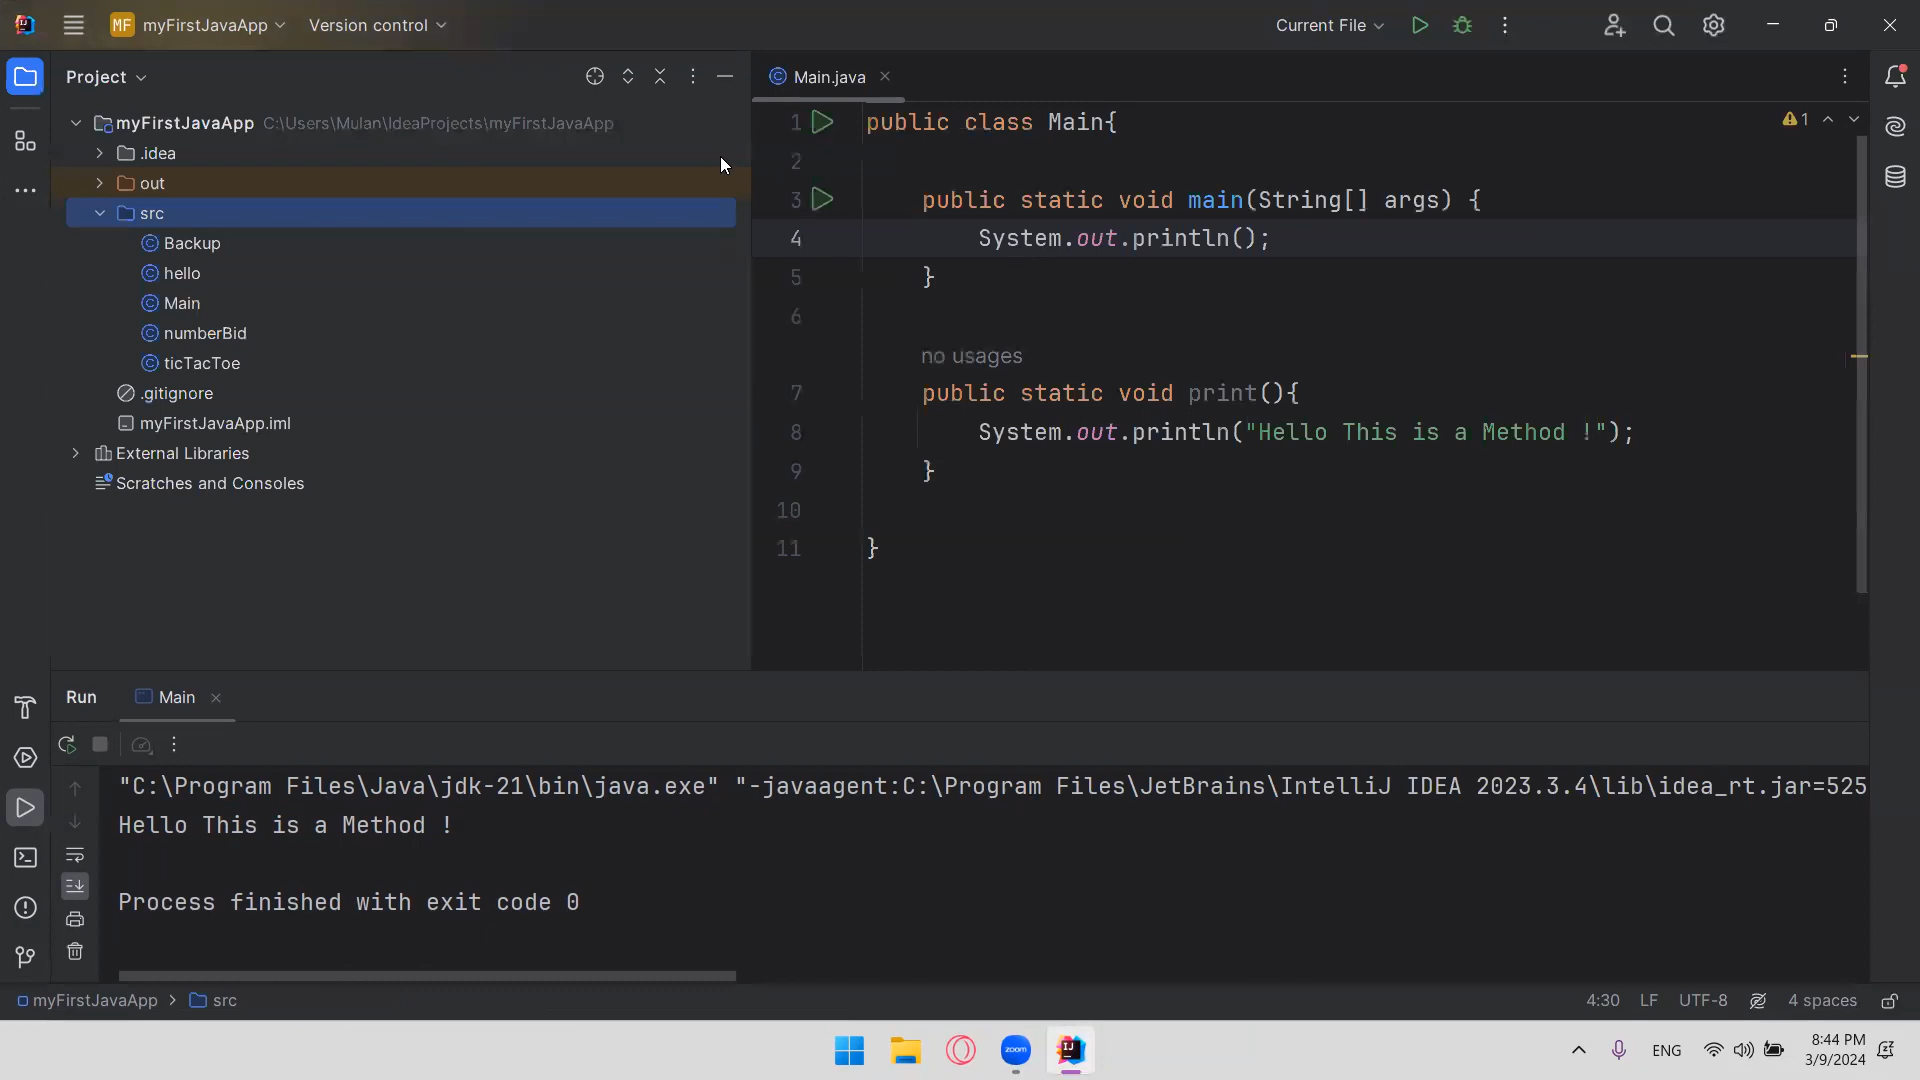 MF myFirstJavaApp Version control Current File
Project
myFirstJavaApp C:\Users\Mulan\IdeaProjects\myFirstJavaApp
.idea
out
src
Backup
hello
Main
numberBid
ticTacToe
.gitignore
myFirstJavaApp.iml
External Libraries
Scratches and Consoles
Main.java
1 public class Main{
2
3 public static void main(String[] args) {
4 System.out.println();
5 }
6
no usages
7 public static void print(){
8 System.out.println("Hello This is a Method !");
9 }
10
11 }
1
Run Main
"C:\Program Files\Java\jdk-21\bin\java.exe" "-javaagent:C:\Program Files\JetBrains\IntelliJ IDEA 2023.3.4\lib\idea_rt.jar=525
Hello This is a Method !
Process finished with exit code 0
myFirstJavaApp > src 4:30 LF UTF-8 4 spaces
zoom
IJ
ENG
8:44 PM
3/9/2024